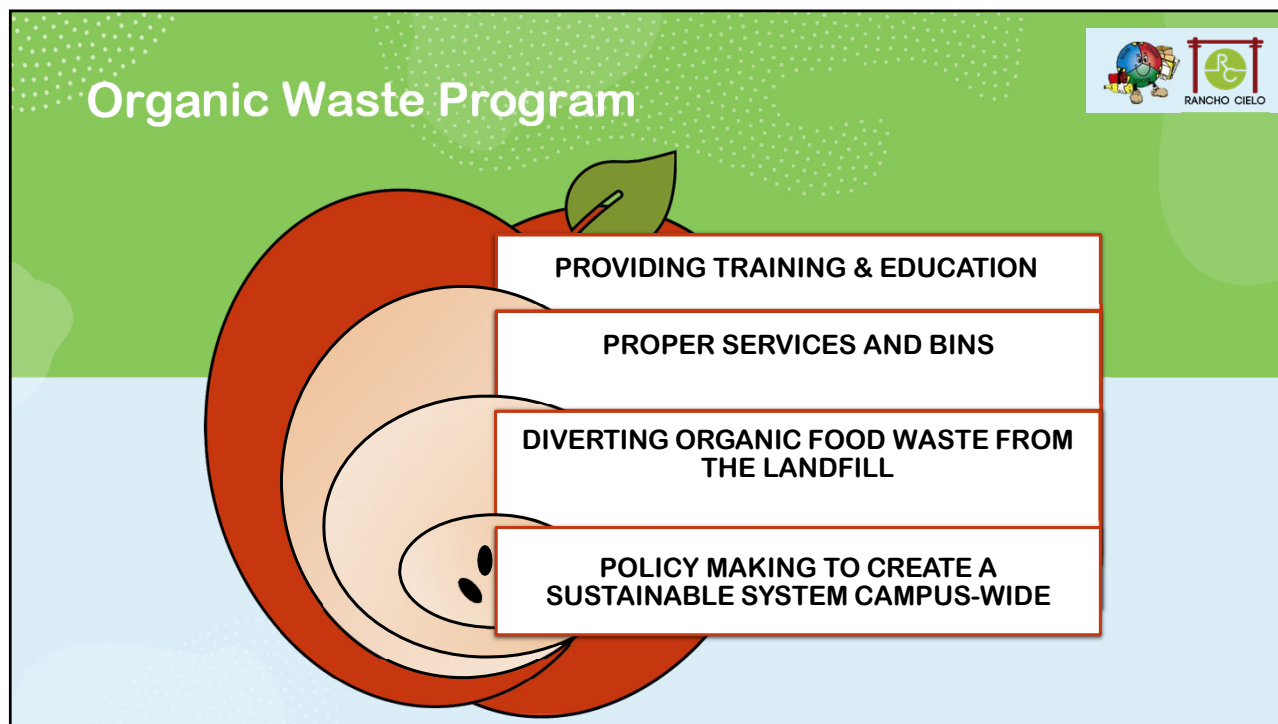 Organic Waste Program
RC
RANCHO CIELO
PROVIDING TRAINING & EDUCATION
PROPER SERVICES AND BINS
DIVERTING ORGANIC FOOD WASTE FROM
THE LANDFILL
POLICY MAKING TO CREATE A
SUSTAINABLE SYSTEM CAMPUS-WIDE